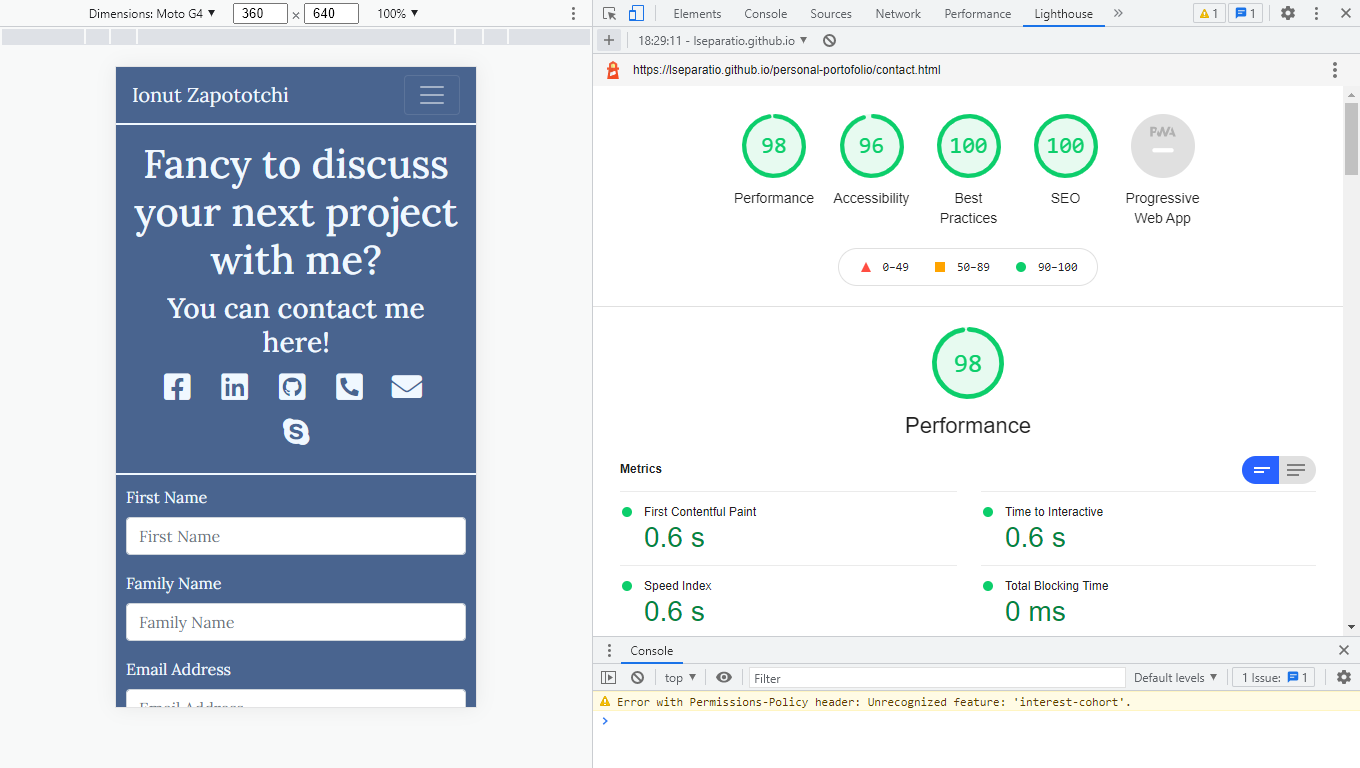 Dimensions: Moto G4 ▼ 360 × 640 100% ▼
Elements Console Sources Network Performance Lighthouse » 1 1
+ 18:29:11 - lseparatio.github.io ▼
https://lseparatio.github.io/personal-portofolio/contact.html
Ionut Zapototchi
Fancy to discuss
your next project
with me?
You can contact me
here!
First Name
First Name
Family Name
Family Name
Email Address
Email Address
98 96 100 100 PWA
Performance Accessibility Best
Practices SEO Progressive
Web App
0–49 50–89 90–100
98
Performance
Metrics
First Contentful Paint
0.6 s
Time to Interactive
0.6 s
Speed Index
0.6 s
Total Blocking Time
0 ms
Console
top ▼ Filter Default levels ▼ 1 Issue: 1
Error with Permissions-Policy header: Unrecognized feature: 'interest-cohort'.